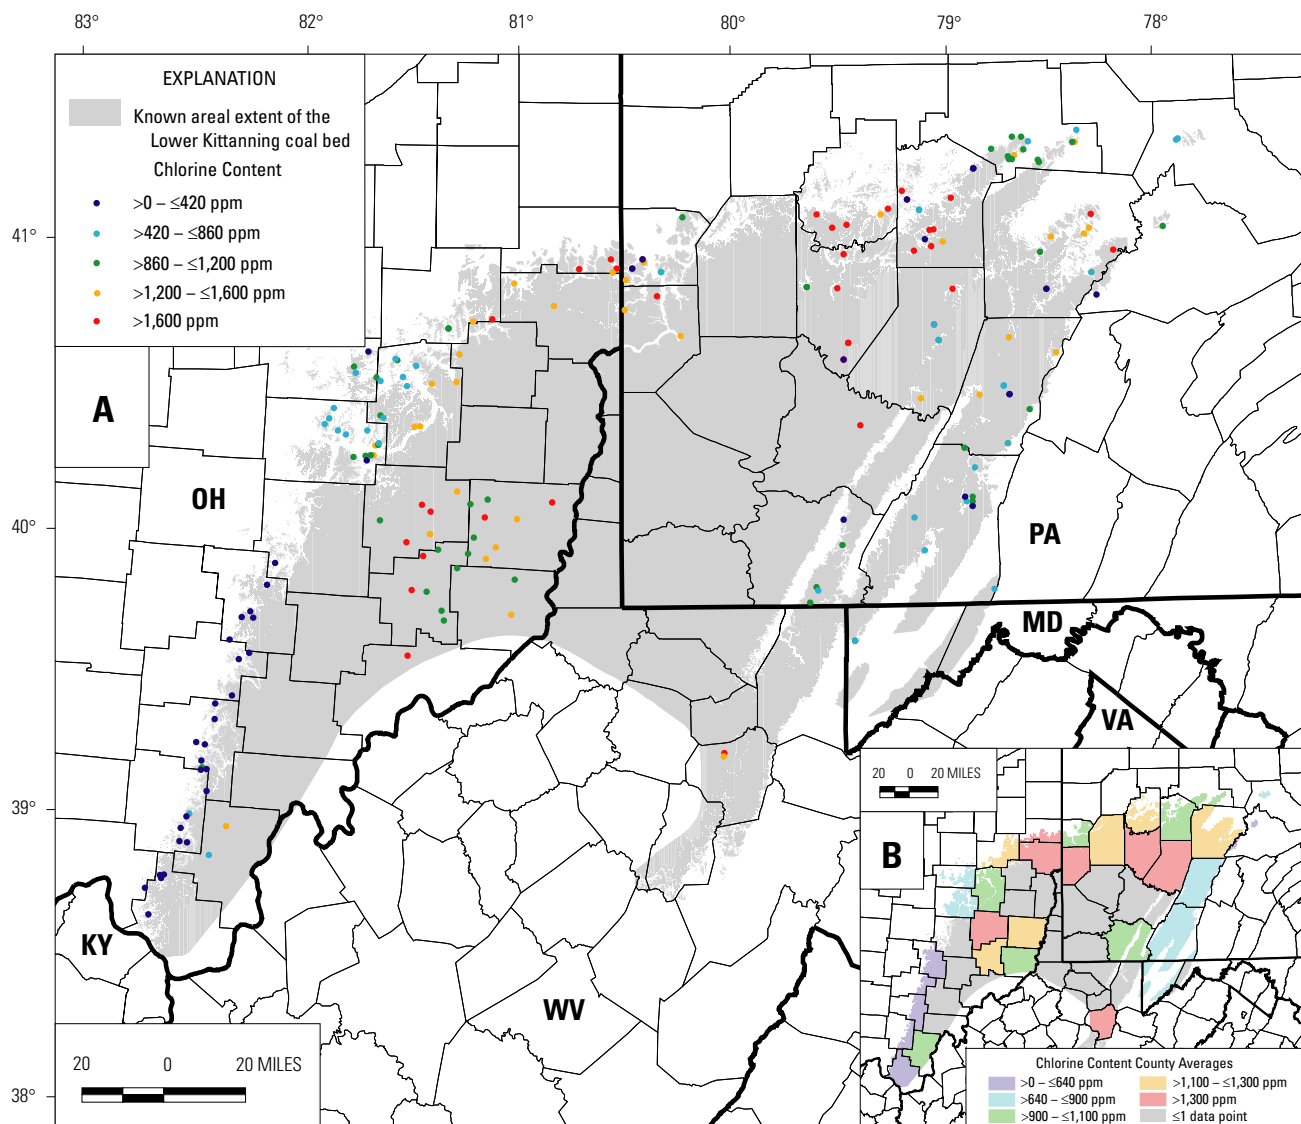 83° 82° 81° 80° 79° 78°
EXPLANATION
Known areal extent of the
Lower Kittanning coal bed
Chlorine Content
>0 – ≤420 ppm
>420 – ≤860 ppm
>860 – ≤1,200 ppm
>1,200 – ≤1,600 ppm
>1,600 ppm
41°
A
OH
40°
PA
MD
VA
39°
KY
WV
20 0 20 MILES
38°
20 0 20 MILES
B
Chlorine Content County Averages
>0 – ≤640 ppm
>640 – ≤900 ppm
>900 – ≤1,100 ppm
>1,100 – ≤1,300 ppm
>1,300 ppm
≤1 data point